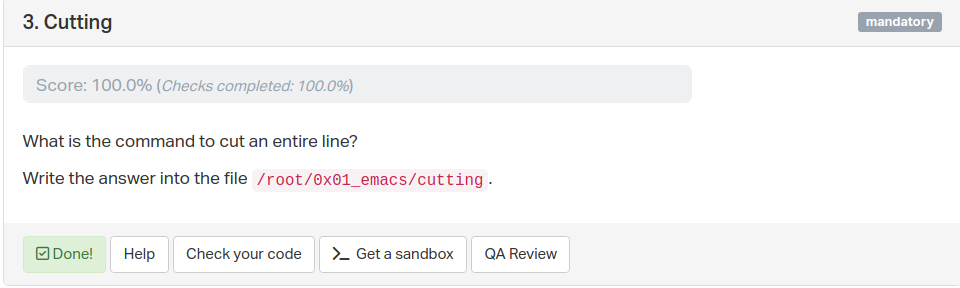 3. Cutting
mandatory
Score: 100.0% (Checks completed: 100.0%)
What is the command to cut an entire line?
Write the answer into the file /root/0x01_emacs/cutting .
Done!
Help
Check your code
Get a sandbox
QA Review